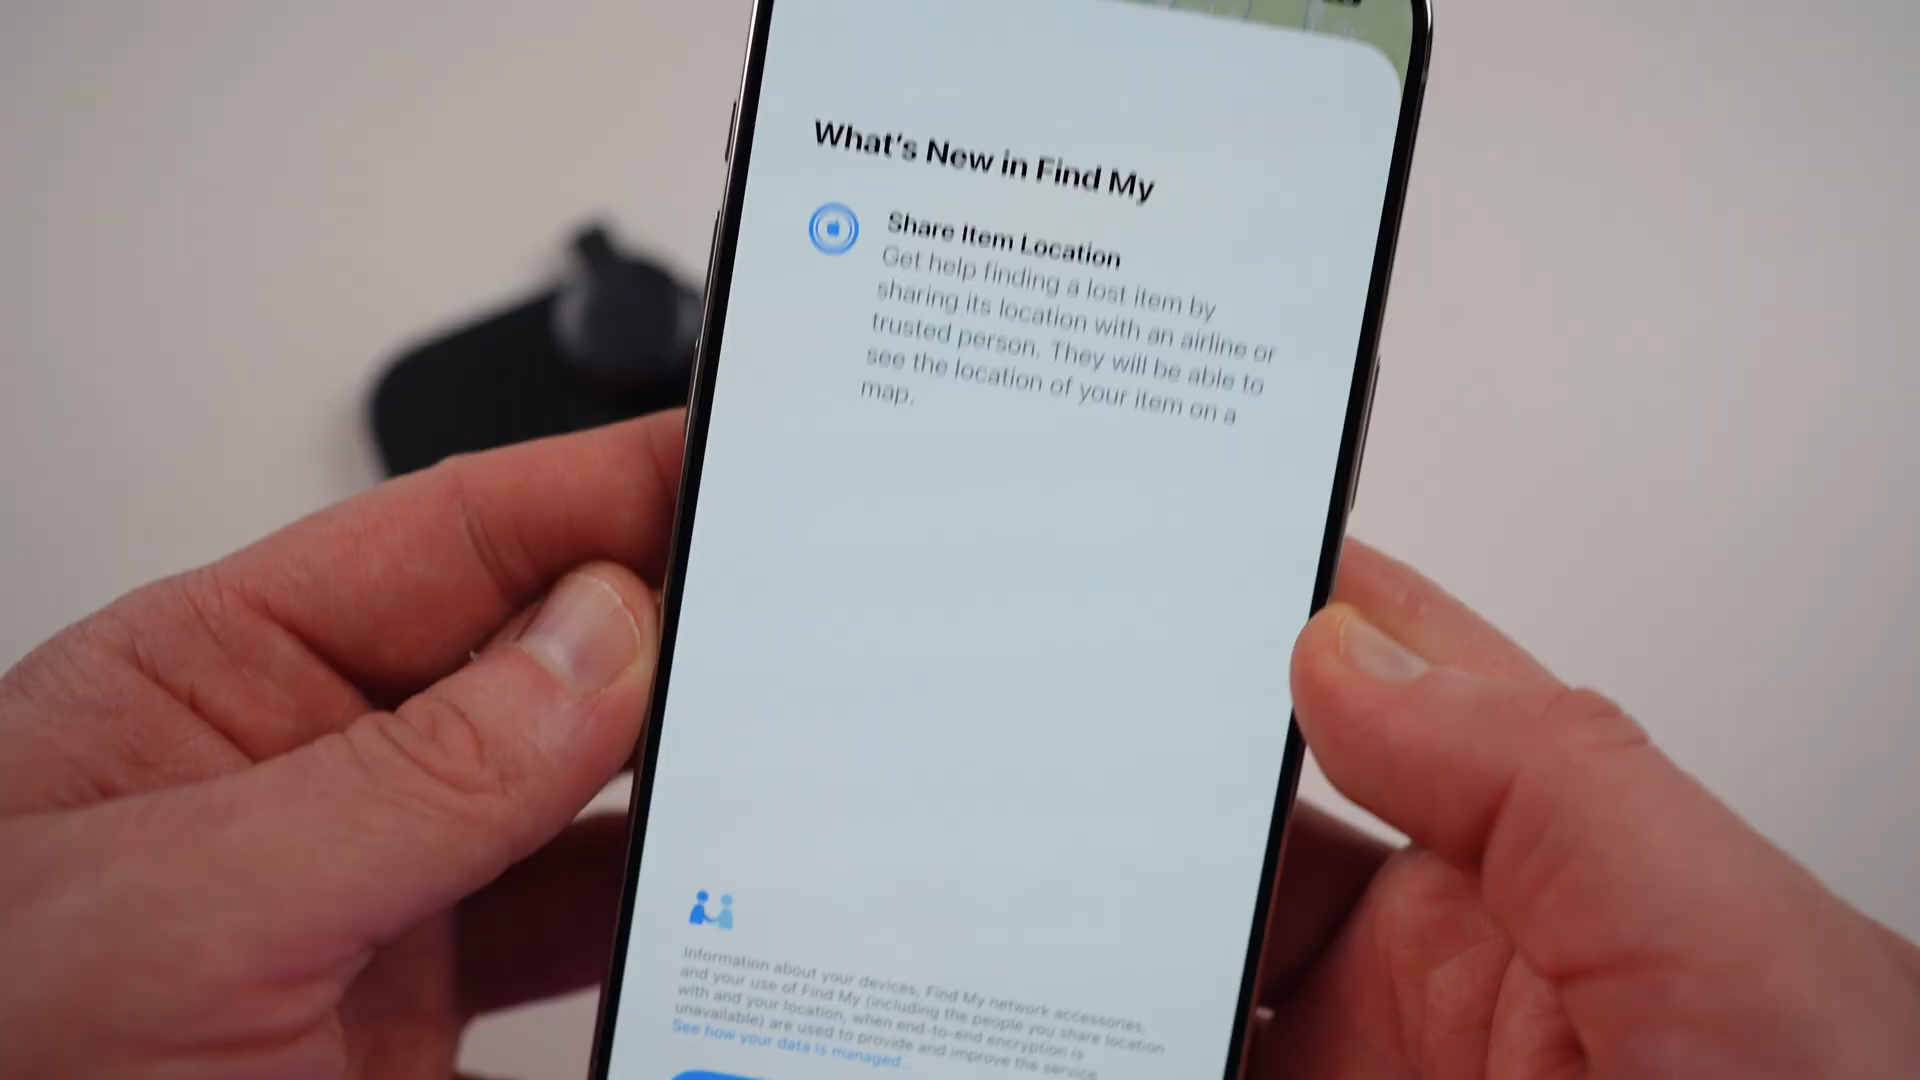 What's New in Find My
Share Item Location
Get help finding a lost item by
sharing its location with an airline or
trusted person. They will be able to
see the location of your item on a
map.
Information about your devices, Find My network accessories,
and your use of Find My (including the people you share location
with and your location, when end-to-end encryption is
unavailable) are used to provide and improve the service.
See how your data is managed...